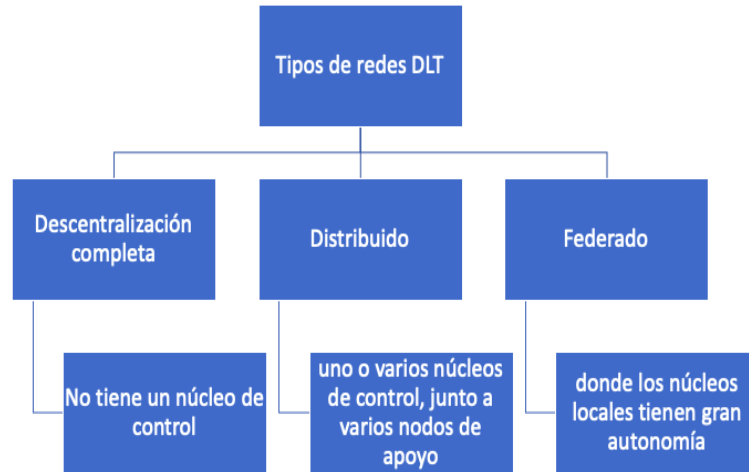 Tipos de redes DLT
Descentralización
completa
Distribuido
Federado
No tiene un núcleo de
control
uno o varios núcleos
de control, junto a
varios nodos de
apoyo
donde los núcleos
locales tienen gran
autonomía